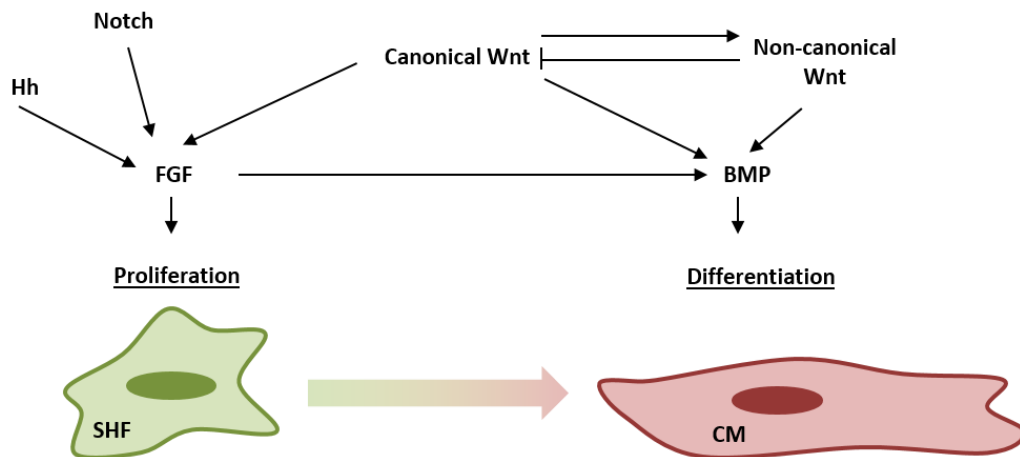 Notch
Canonical Wnt
Non-canonical
Wnt
Hh
FGF
BMP
Proliferation
Differentiation
SHF
CM